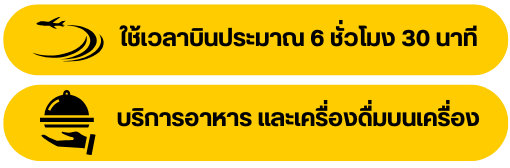 ใช้เวลาบินประมาณ 6 ชั่วโมง 30 นาที
บริการอาหาร และเครื่องดื่มบนเครื่อง